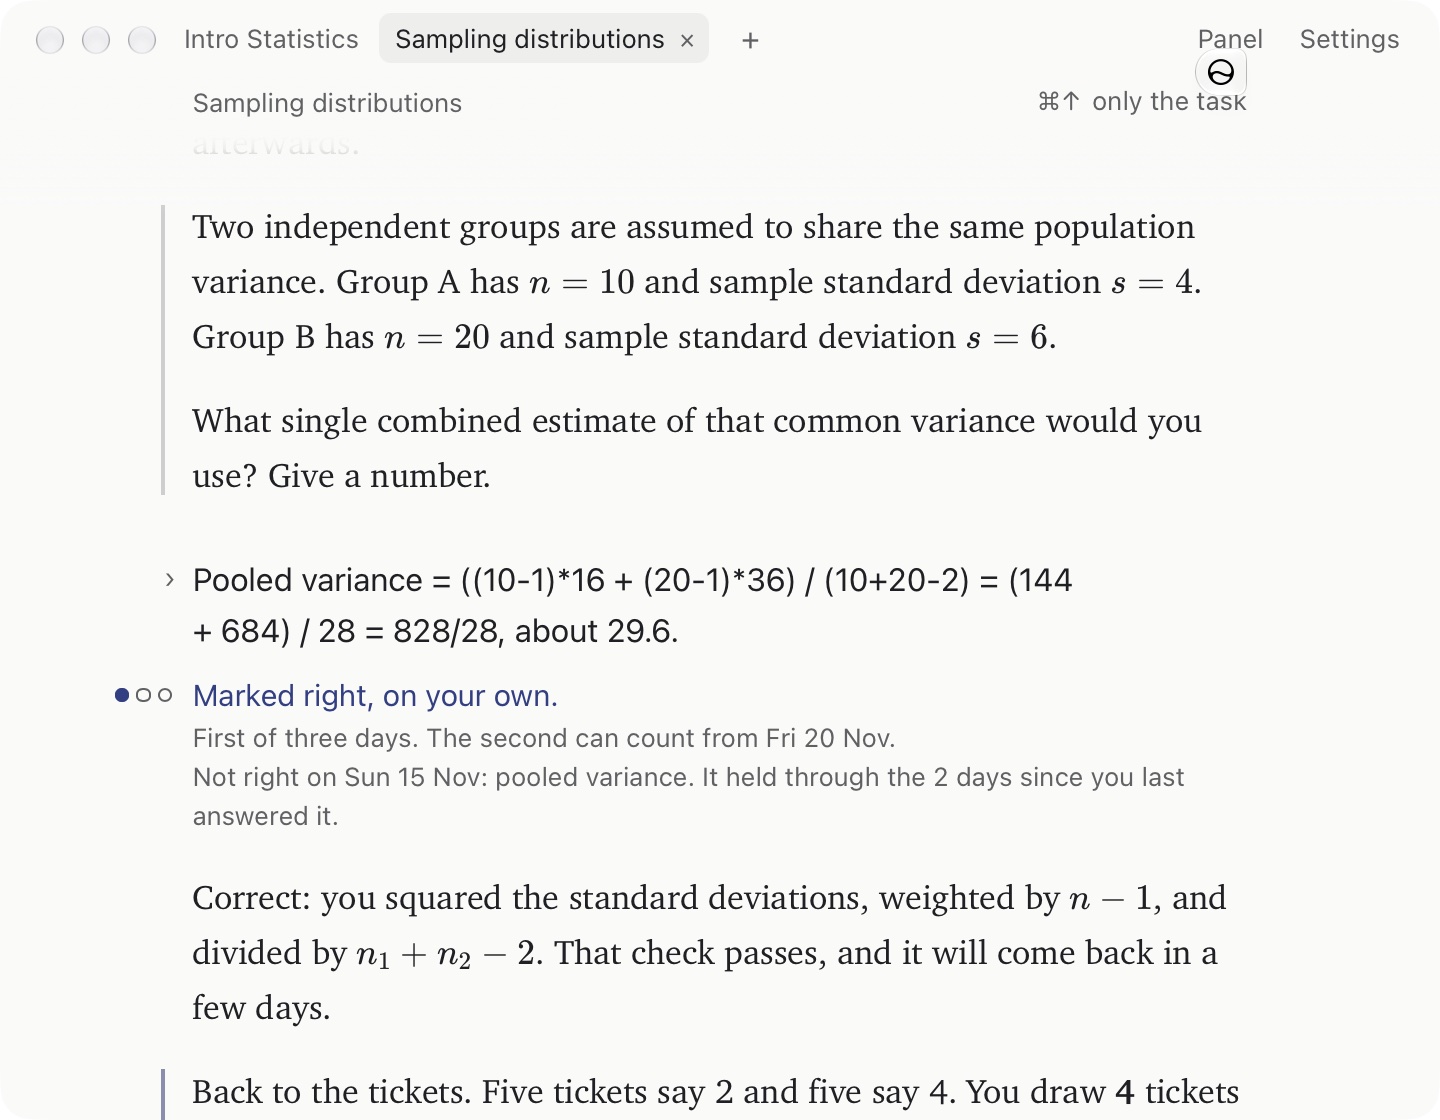 Intro Statistics
Sampling distributions ×
+
Panel
Settings
Sampling distributions
⌘↑ only the task
afterwards.
Two independent groups are assumed to share the same population
variance. Group A has n = 10 and sample standard deviation s = 4.
Group B has n = 20 and sample standard deviation s = 6.
What single combined estimate of that common variance would you
use? Give a number.
› Pooled variance = ((10-1)*16 + (20-1)*36) / (10+20-2) = (144
+ 684) / 28 = 828/28, about 29.6.
Marked right, on your own.
First of three days. The second can count from Fri 20 Nov.
Not right on Sun 15 Nov: pooled variance. It held through the 2 days since you last
answered it.
Correct: you squared the standard deviations, weighted by n − 1, and
divided by n₁ + n₂ − 2. That check passes, and it will come back in a
few days.
Back to the tickets. Five tickets say 2 and five say 4. You draw 4 tickets